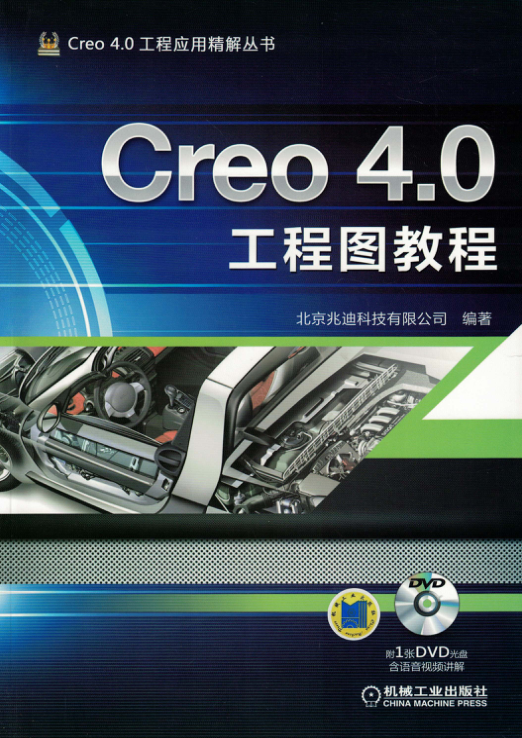 Creo 4.0 工程应用精解丛书
Creo 4.0
工程图教程
北京兆迪科技有限公司 编著
DVD
附1张DVD光盘
含语音视频讲解
机械工业出版社
CHINA MACHINE PRESS